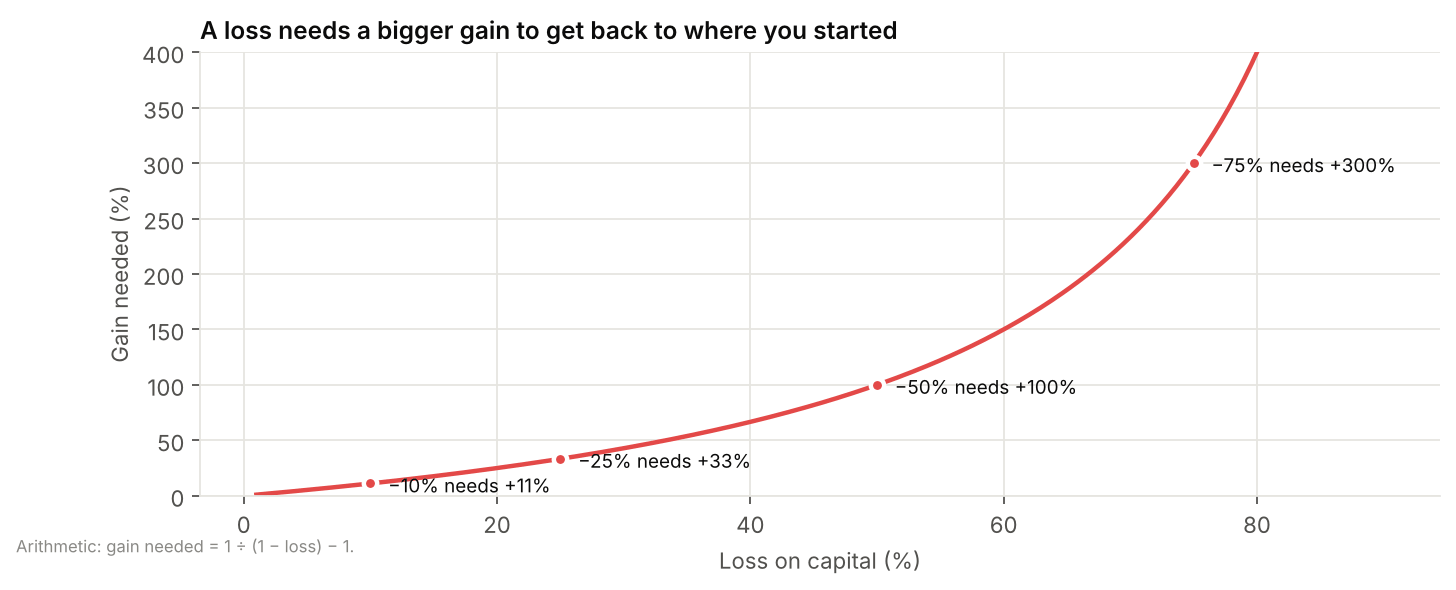 A loss needs a bigger gain to get back to where you started
400
350
300
250
200
150
100
50
0
Gain needed (%)
−75% needs +300%
−50% needs +100%
−25% needs +33%
−10% needs +11%
0 20 40 60 80
Loss on capital (%)
Arithmetic: gain needed = 1 ÷ (1 − loss) − 1.